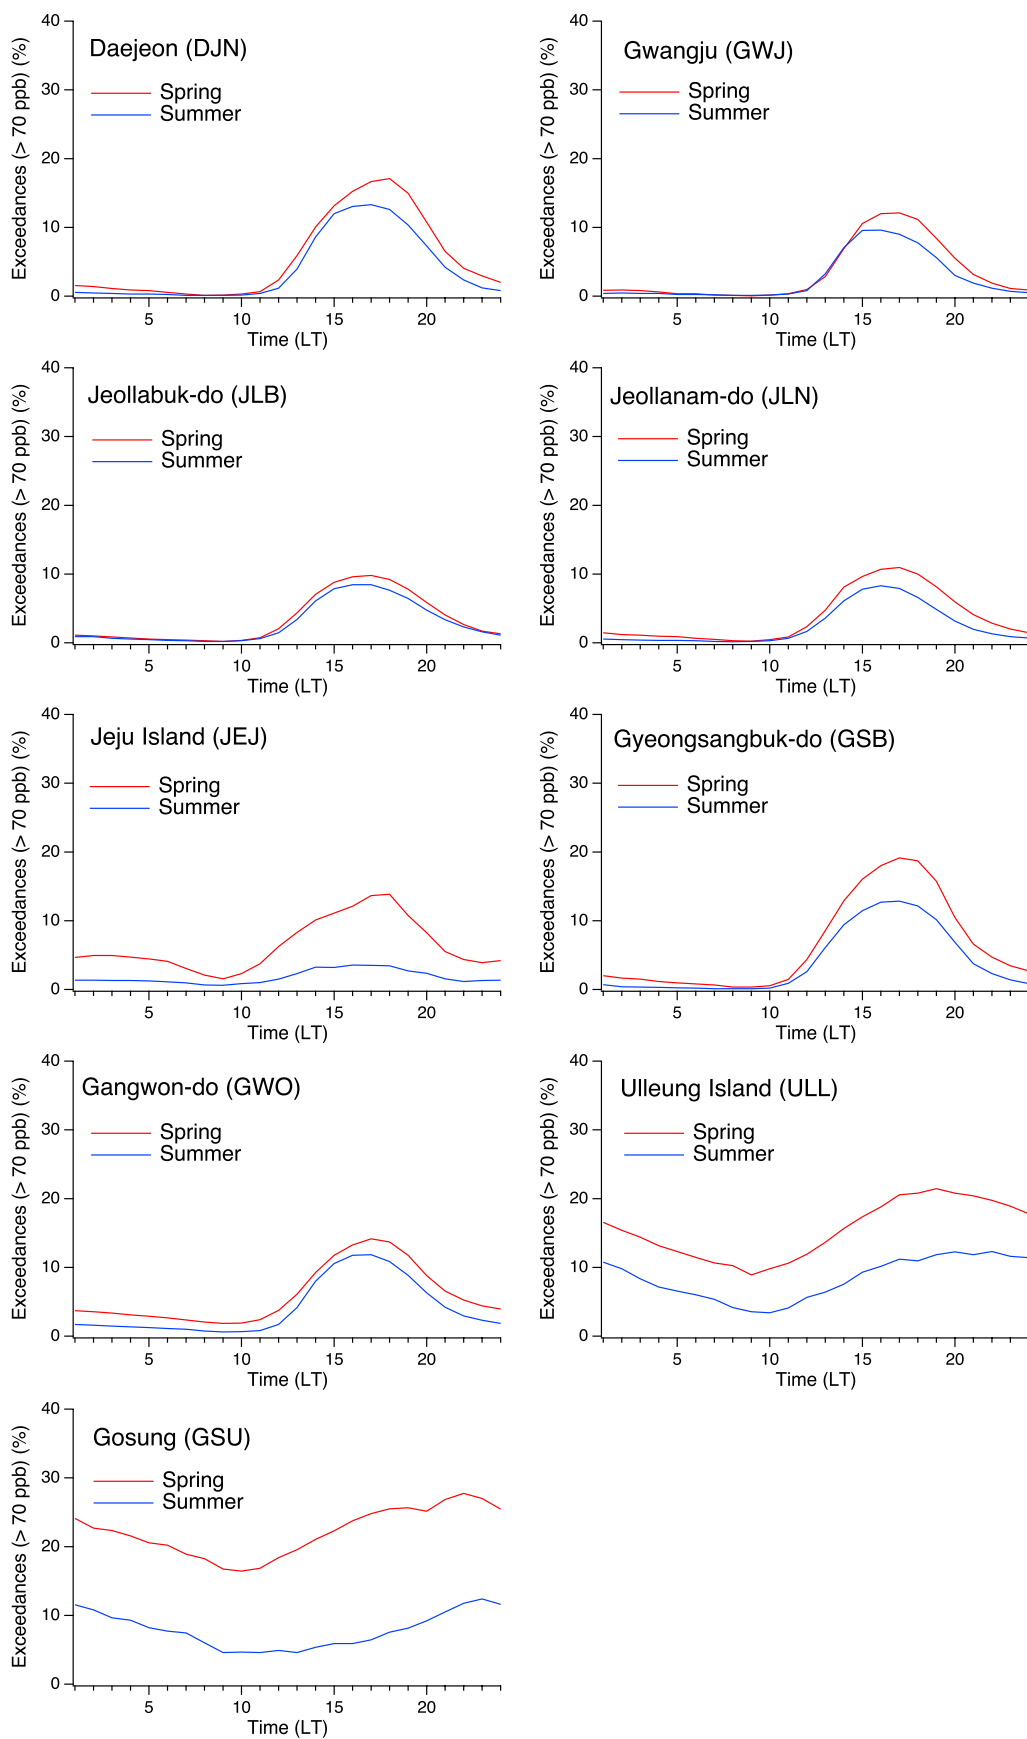 Daejeon (DJN)
Spring
Summer
Exceedances (> 70 ppb) (%)
40
30
20
10
0
5
10
15
20
Time (LT)
Gwangju (GWJ)
Spring
Summer
Exceedances (> 70 ppb) (%)
40
30
20
10
0
5
10
15
20
Time (LT)
Jeollabuk-do (JLB)
Spring
Summer
Exceedances (> 70 ppb) (%)
40
30
20
10
0
5
10
15
20
Time (LT)
Jeollanam-do (JLN)
Spring
Summer
Exceedances (> 70 ppb) (%)
40
30
20
10
0
5
10
15
20
Time (LT)
Jeju Island (JEJ)
Spring
Summer
Exceedances (> 70 ppb) (%)
40
30
20
10
0
5
10
15
20
Time (LT)
Gyeongsangbuk-do (GSB)
Spring
Summer
Exceedances (> 70 ppb) (%)
40
30
20
10
0
5
10
15
20
Time (LT)
Gangwon-do (GWO)
Spring
Summer
Exceedances (> 70 ppb) (%)
40
30
20
10
0
5
10
15
20
Time (LT)
Ulleung Island (ULL)
Spring
Summer
Exceedances (> 70 ppb) (%)
40
30
20
10
0
5
10
15
20
Time (LT)
Gosung (GSU)
Spring
Summer
Exceedances (> 70 ppb) (%)
40
30
20
10
0
5
10
15
20
Time (LT)